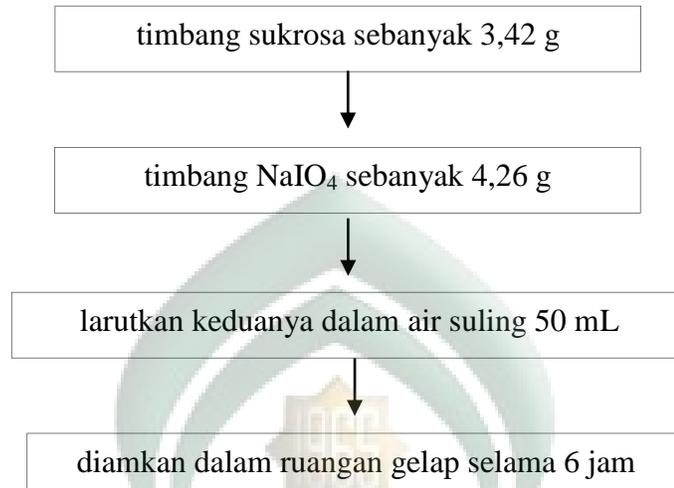 timbang sukrosa sebanyak 3,42 g
timbang NaIO₄ sebanyak 4,26 g
larutkan keduanya dalam air suling 50 mL
diamkan dalam ruangan gelap selama 6 jam